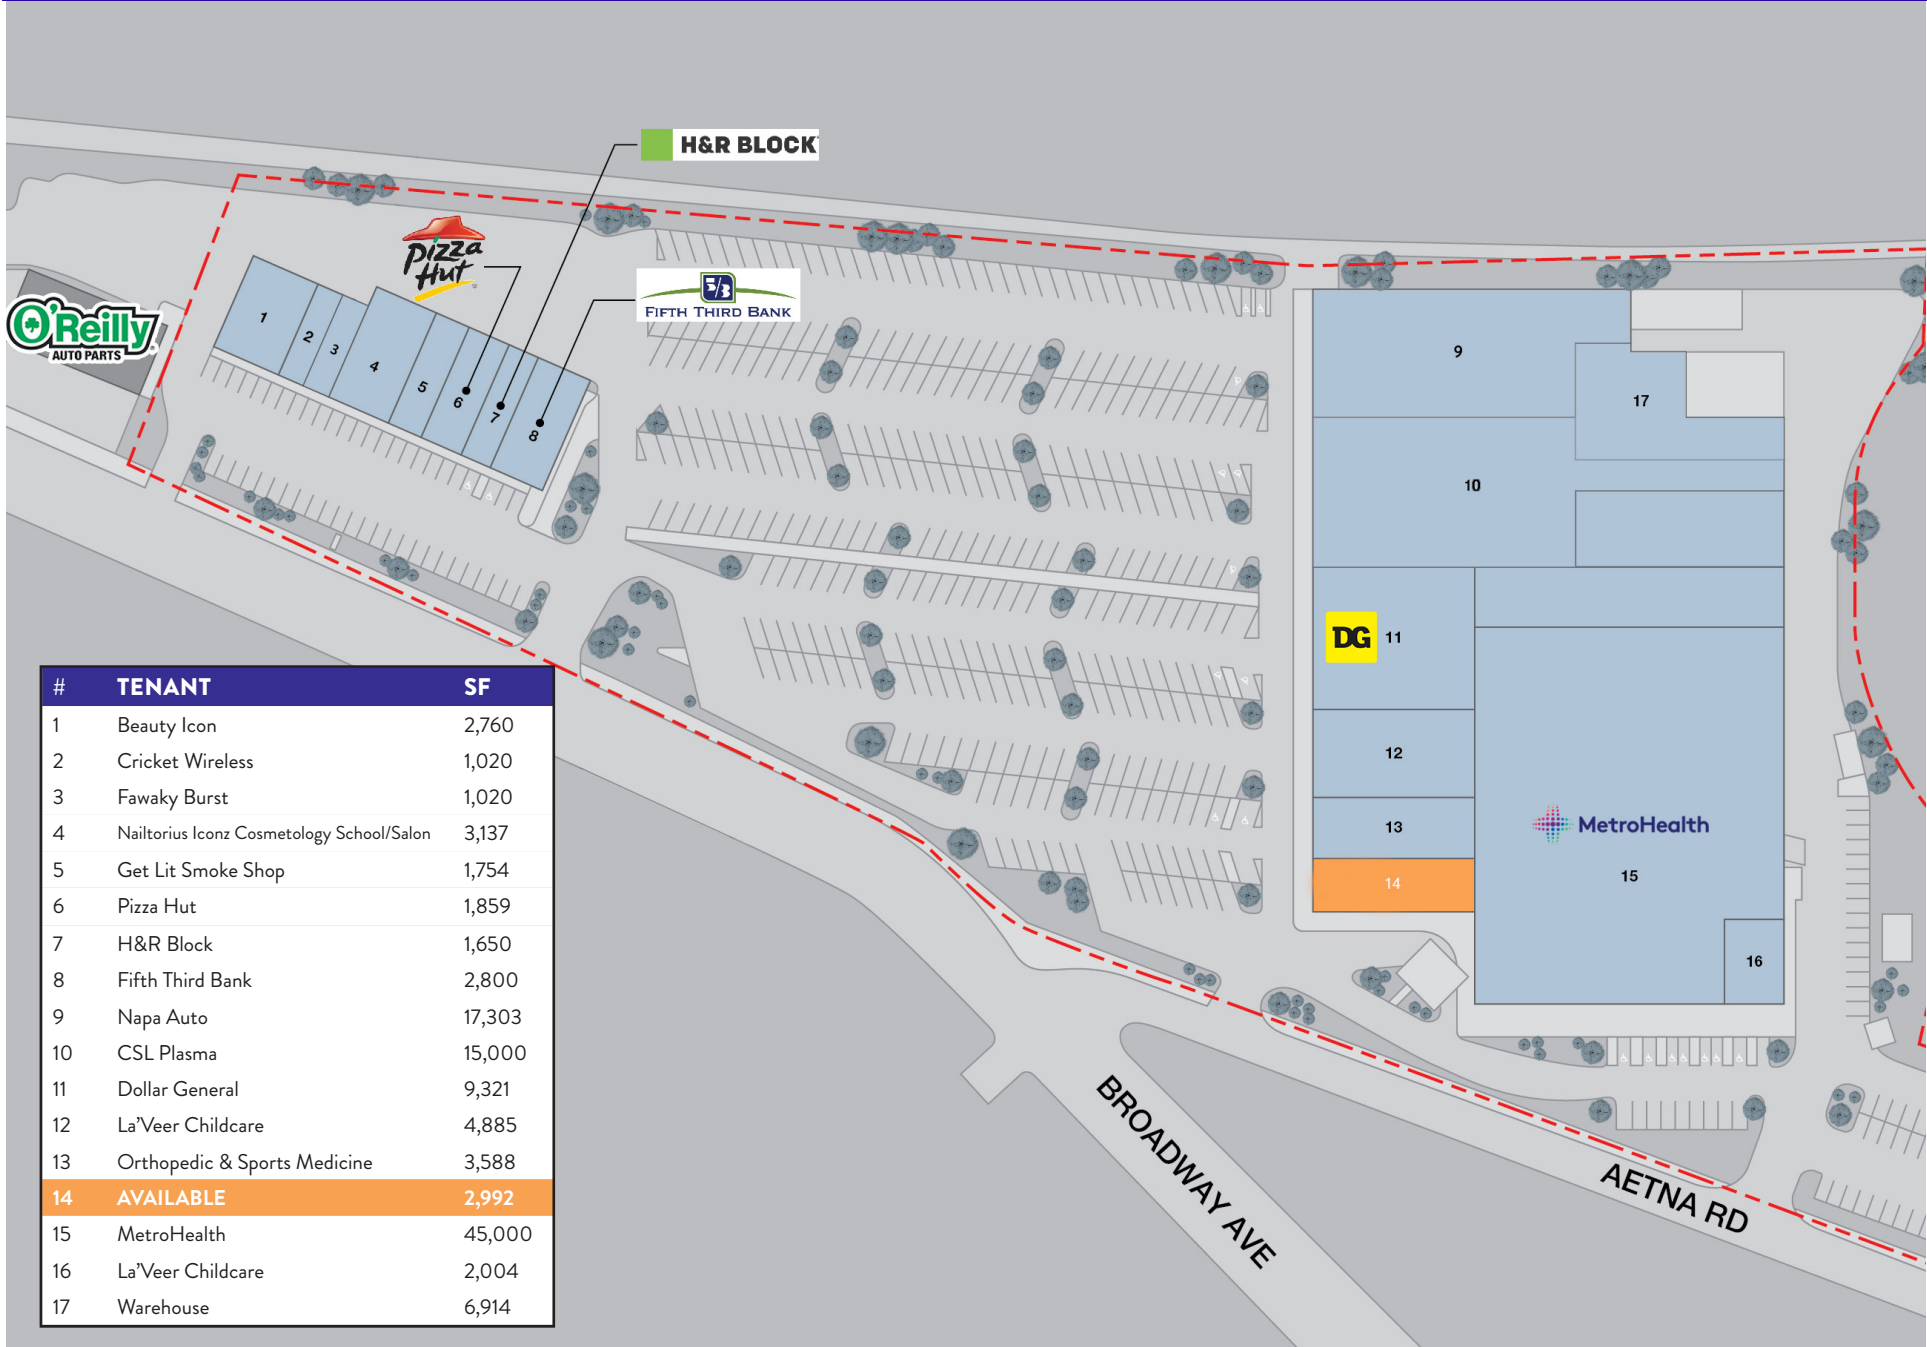 H&R BLOCK
Pizza
Hut
5/3
FIFTH THIRD BANK
O'Reilly
AUTO PARTS
1
2
3
4
5
6
7
8
9
17
10
DG 11
12
13
MetroHealth
14
15
16
BROADWAY AVE
AETNA RD
# TENANT SF
1 Beauty Icon 2,760
2 Cricket Wireless 1,020
3 Fawaky Burst 1,020
4 Nailtorius Iconz Cosmetology School/Salon 3,137
5 Get Lit Smoke Shop 1,754
6 Pizza Hut 1,859
7 H&R Block 1,650
8 Fifth Third Bank 2,800
9 Napa Auto 17,303
10 CSL Plasma 15,000
11 Dollar General 9,321
12 La'Veer Childcare 4,885
13 Orthopedic & Sports Medicine 3,588
14 AVAILABLE 2,992
15 MetroHealth 45,000
16 La'Veer Childcare 2,004
17 Warehouse 6,914